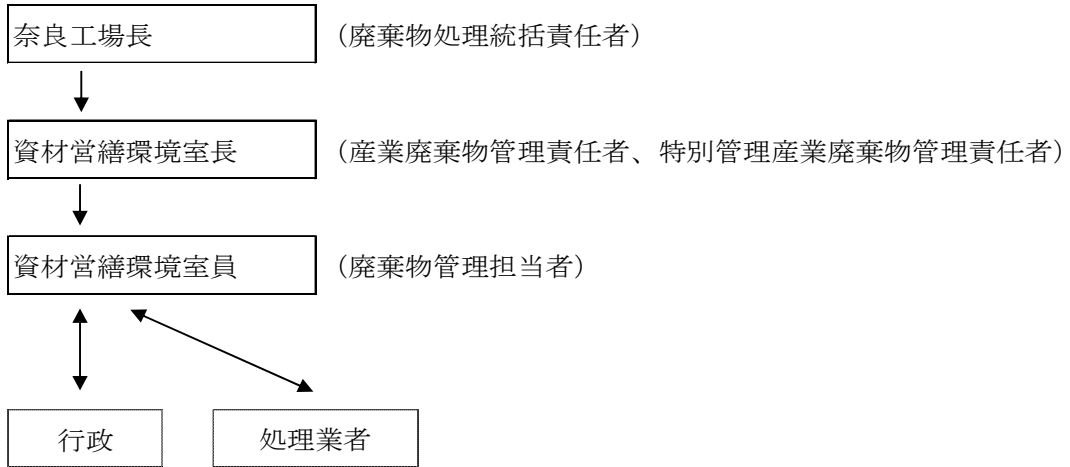 奈良工場長 （廃棄物処理統括責任者）
資材営繕環境室長 （産業廃棄物管理責任者、特別管理産業廃棄物管理責任者）
資材営繕環境室員 （廃棄物管理担当者）
行政 処理業者